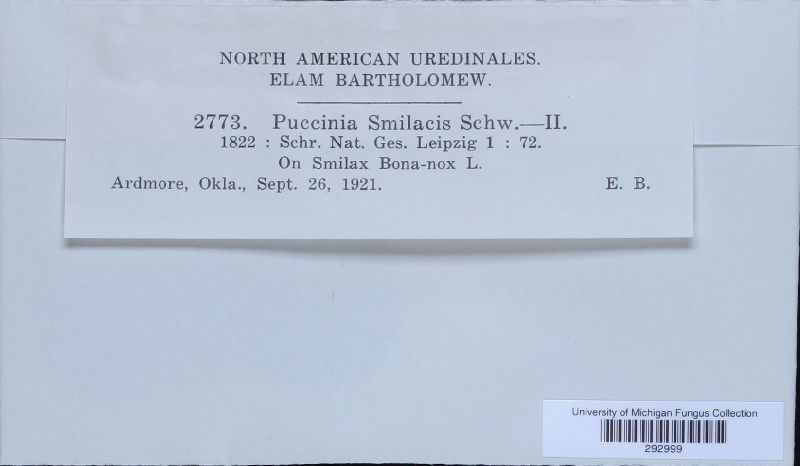 NORTH AMERICAN UREDINALES.
ELAM BARTHOLOMEW.
2773. Puccinia Smilacis Schw.—II.
1822 : Schr. Nat. Ges. Leipzig 1 : 72.
On Smilax Bona-nox L.
Ardmore, Okla., Sept. 26, 1921. E. B.
University of Michigan Fungus Collection
292999